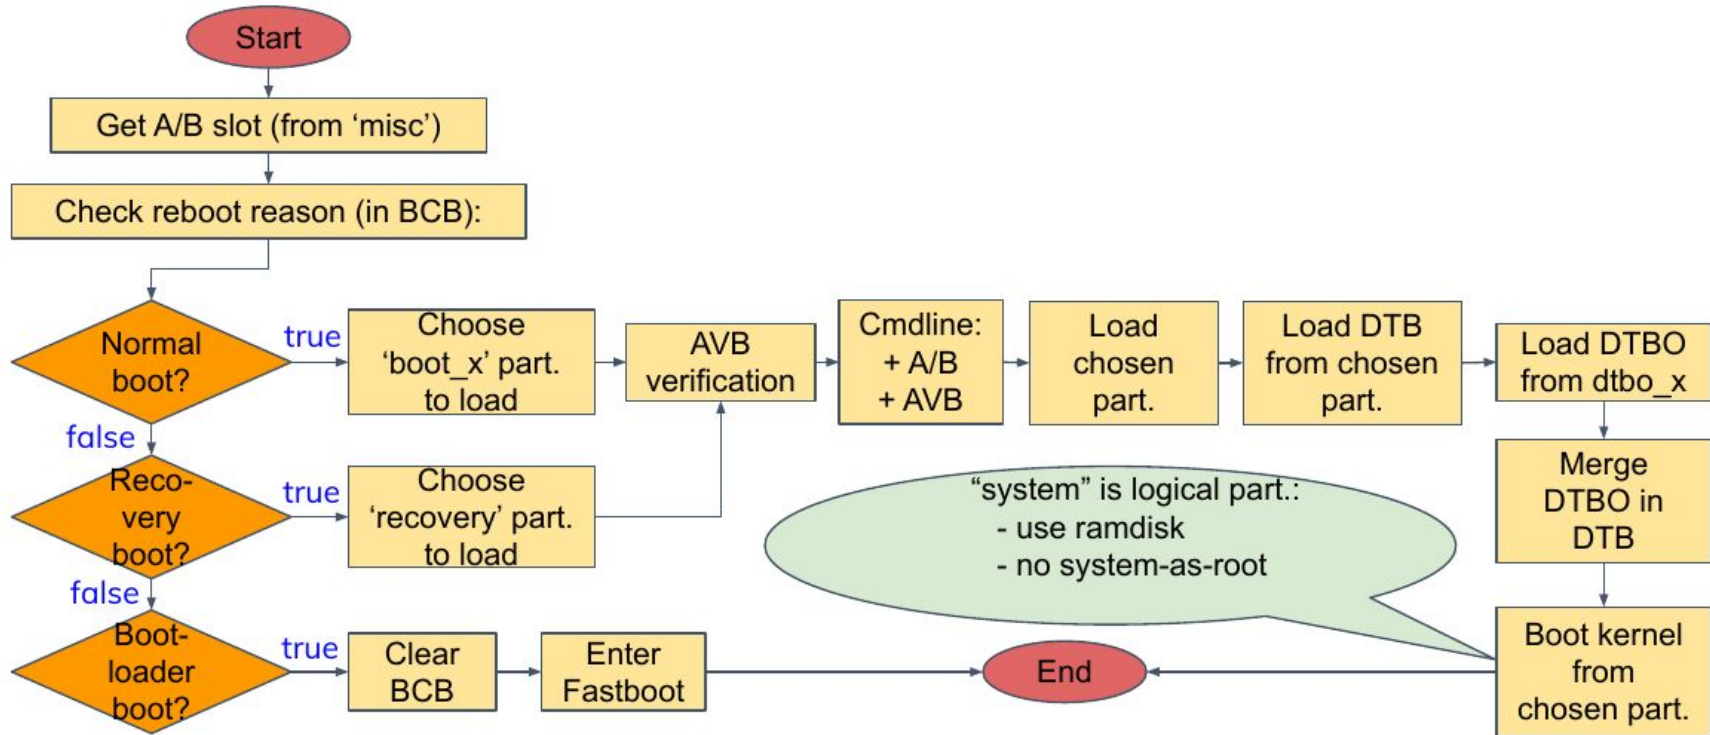 Start
Get A/B slot (from ‘misc’)
Check reboot reason (in BCB):
Normal
boot?
true
Choose
‘boot_x’ part.
to load
AVB
verification
Cmdline:
+ A/B
+ AVB
Load
chosen
part.
Load DTB
from chosen
part.
Load DTBO
from dtbo_x
false
Reco-
very
boot?
true
Choose
‘recovery’ part.
to load
“system” is logical part.:
- use ramdisk
- no system-as-root
Merge
DTBO in
DTB
false
Boot-
loader
boot?
true
Clear
BCB
Enter
Fastboot
End
Boot kernel
from
chosen part.